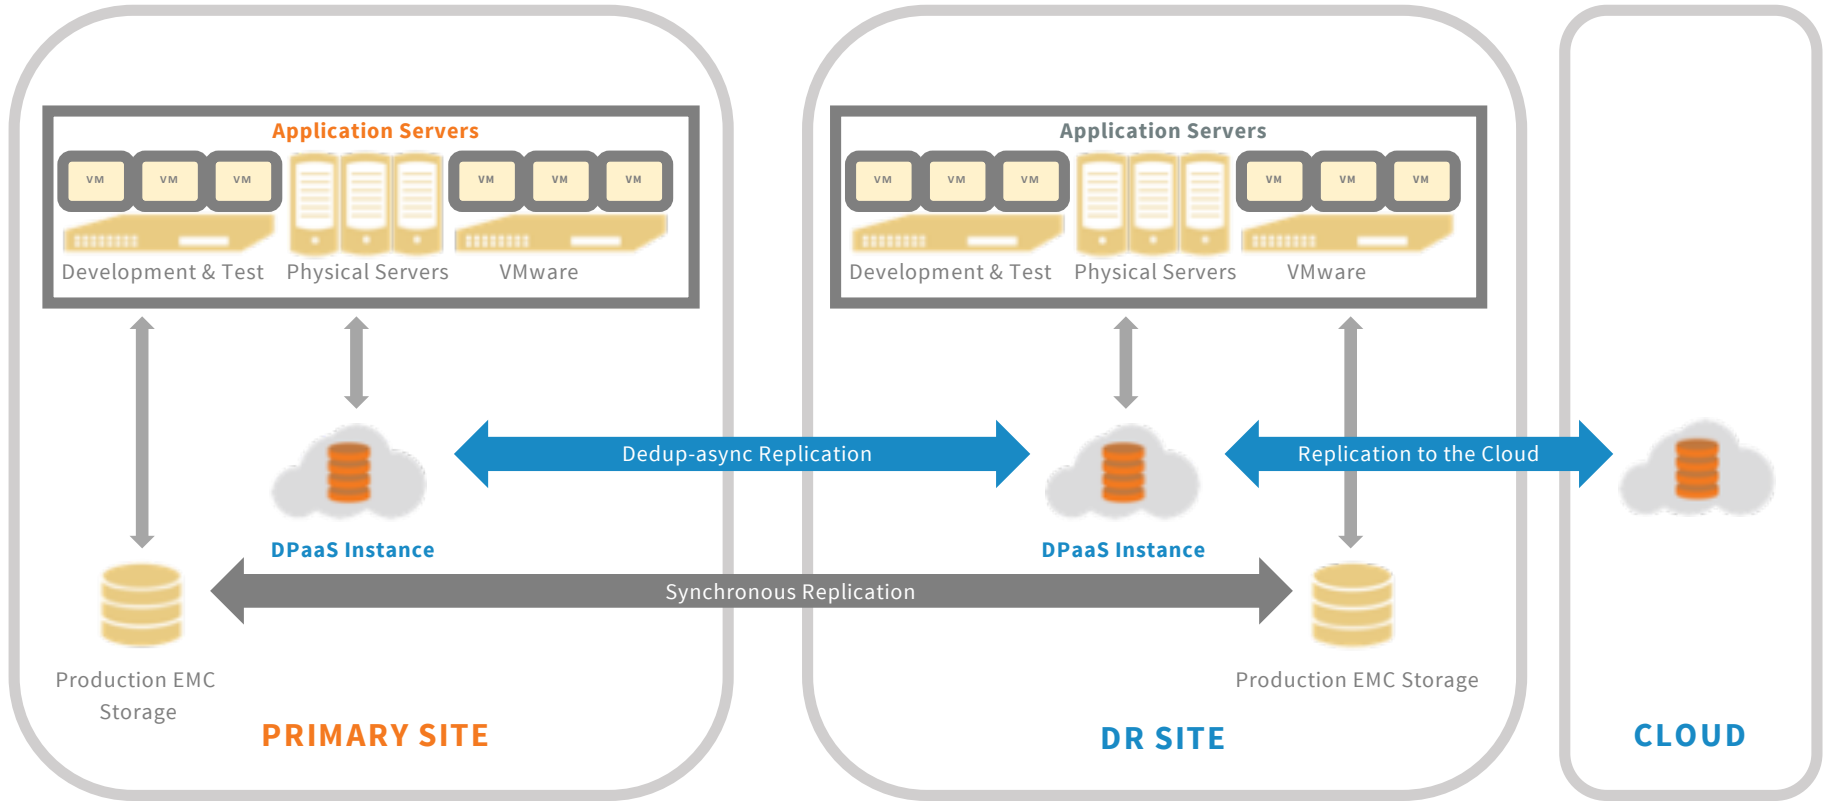 Application Servers
VM VM VM VM VM VM
Development & Test Physical Servers VMware
Application Servers
VM VM VM VM VM VM
Development & Test Physical Servers VMware
Dedup-async Replication
Replication to the Cloud
DPaaS Instance
DPaaS Instance
Synchronous Replication
Production EMC
Storage
Production EMC Storage
PRIMARY SITE
DR SITE
CLOUD